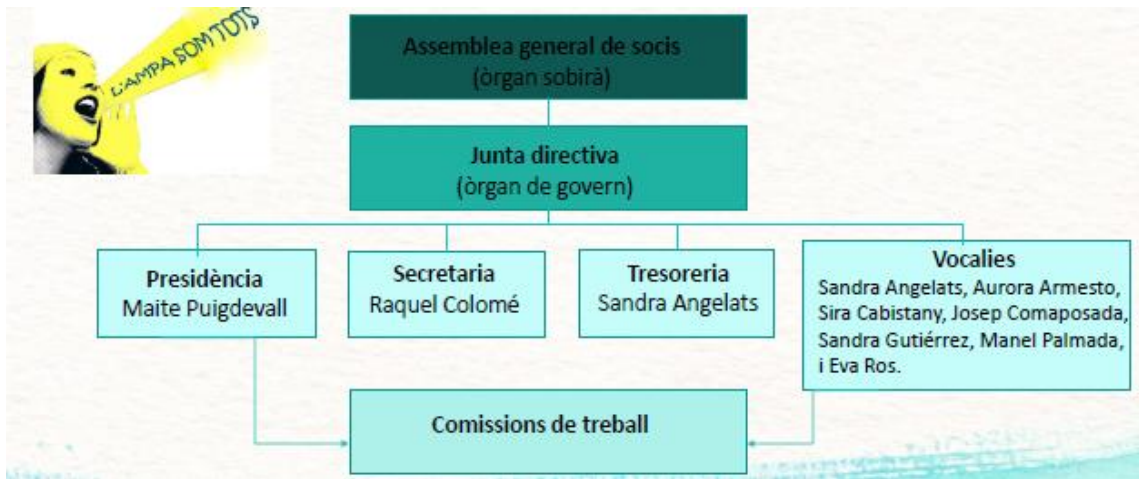 L'AMPA SOM TOTS
Assemblea general de socis
(òrgan sobirà)
Junta directiva
(òrgan de govern)
Presidència
Maite Puigdevall
Secretaria
Raquel Colomé
Tresoreria
Sandra Angelats
Vocalies
Sandra Angelats, Aurora Armesto,
Sira Cabistany, Josep Comaposada,
Sandra Gutiérrez, Manel Palmada,
i Eva Ros.
Comissions de treball